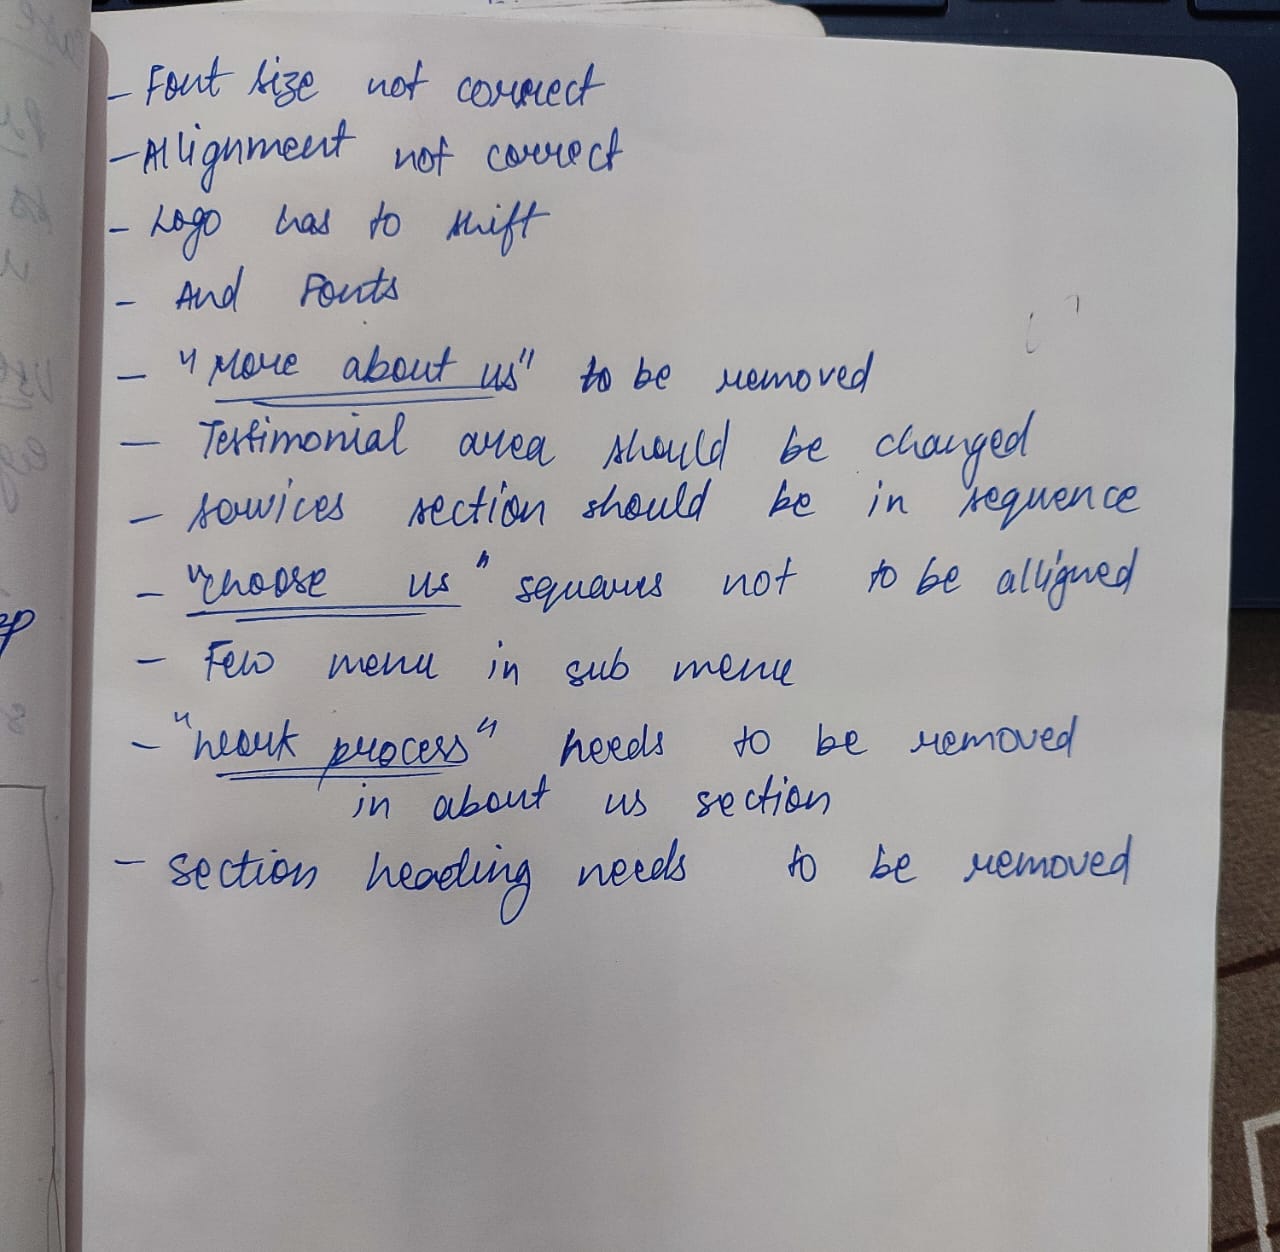 - Font size not correct
- Allignment not correct
- Logo has to shift
- And Fonts
- "More about us" to be removed
- Testimonial area should be changed
- services section should be in sequence
- "choose us" squares not to be alligned
- Few menu in sub menu
- "work process" needs to be removed
in about us section
- section heading needs to be removed